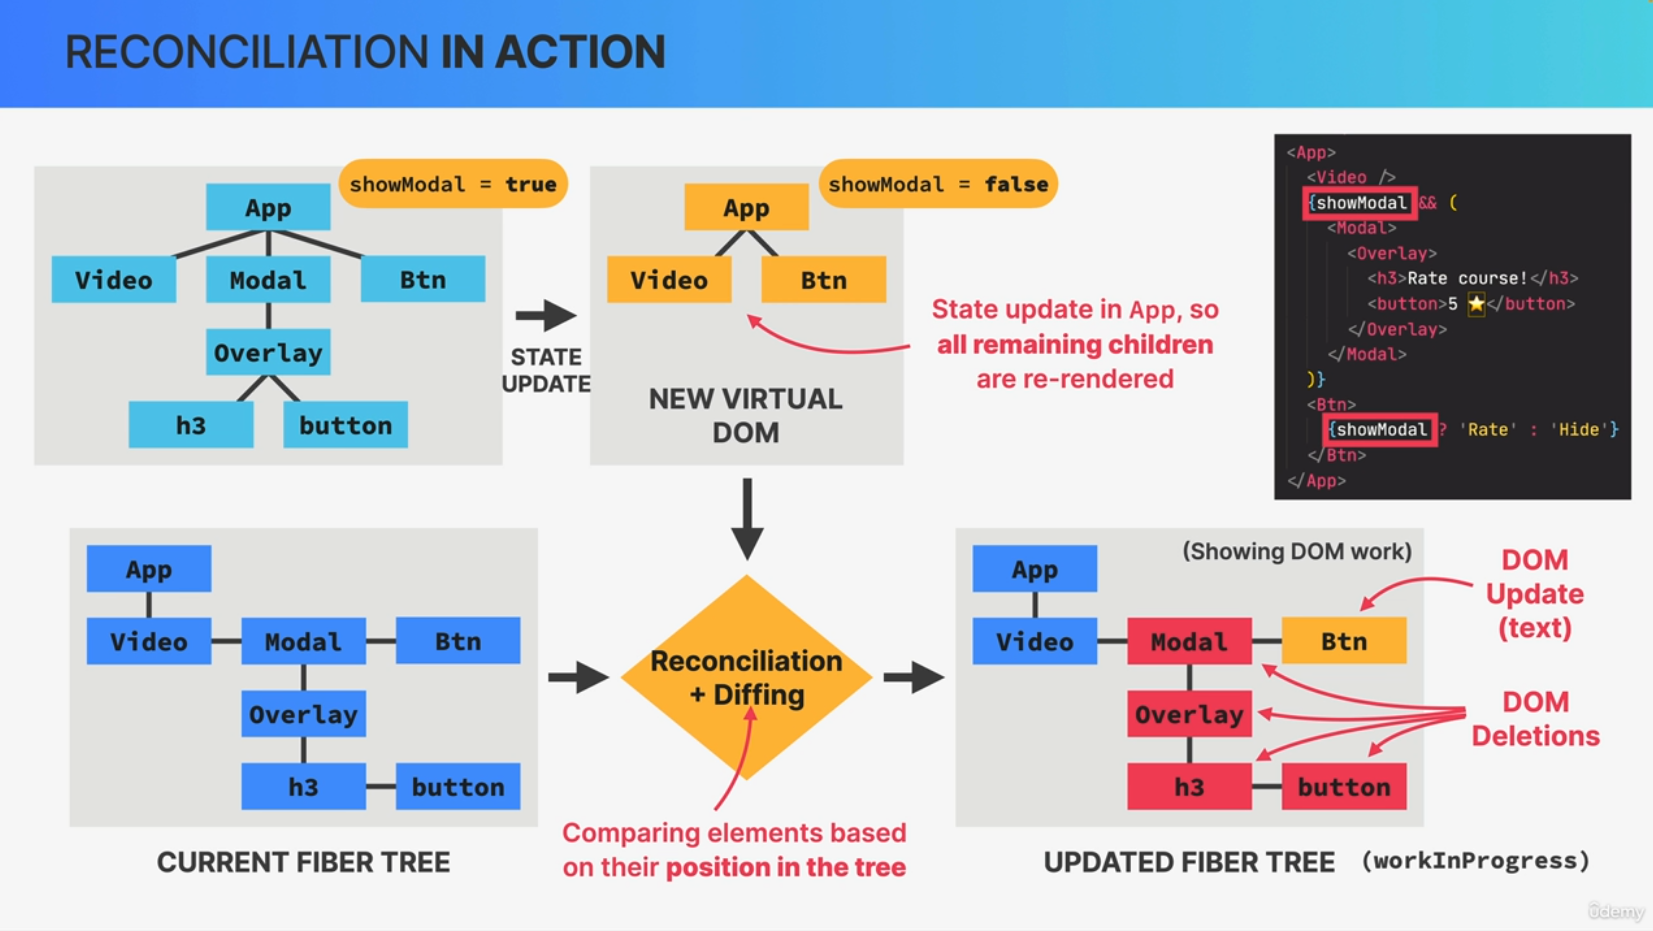 RECONCILIATION IN ACTION
showModal = true
App
Video
Modal
Btn
Overlay
h3
button
STATE
UPDATE
showModal = false
App
Video
Btn
NEW VIRTUAL
DOM
State update in App, so
all remaining children
are re-rendered
<App>
<Video />
{showModal && (
<Modal>
<Overlay>
<h3>Rate course!</h3>
<button>5 ⭐</button>
</Overlay>
</Modal>
)}
<Btn>
{showModal ? 'Rate' : 'Hide'}
</Btn>
</App>
App
Video
Modal
Btn
Overlay
h3
button
CURRENT FIBER TREE
Reconciliation
+ Diffing
Comparing elements based
on their position in the tree
(Showing DOM work)
App
Video
Modal
Btn
Overlay
h3
button
DOM
Update
(text)
DOM
Deletions
UPDATED FIBER TREE (workInProgress)
ûdemy